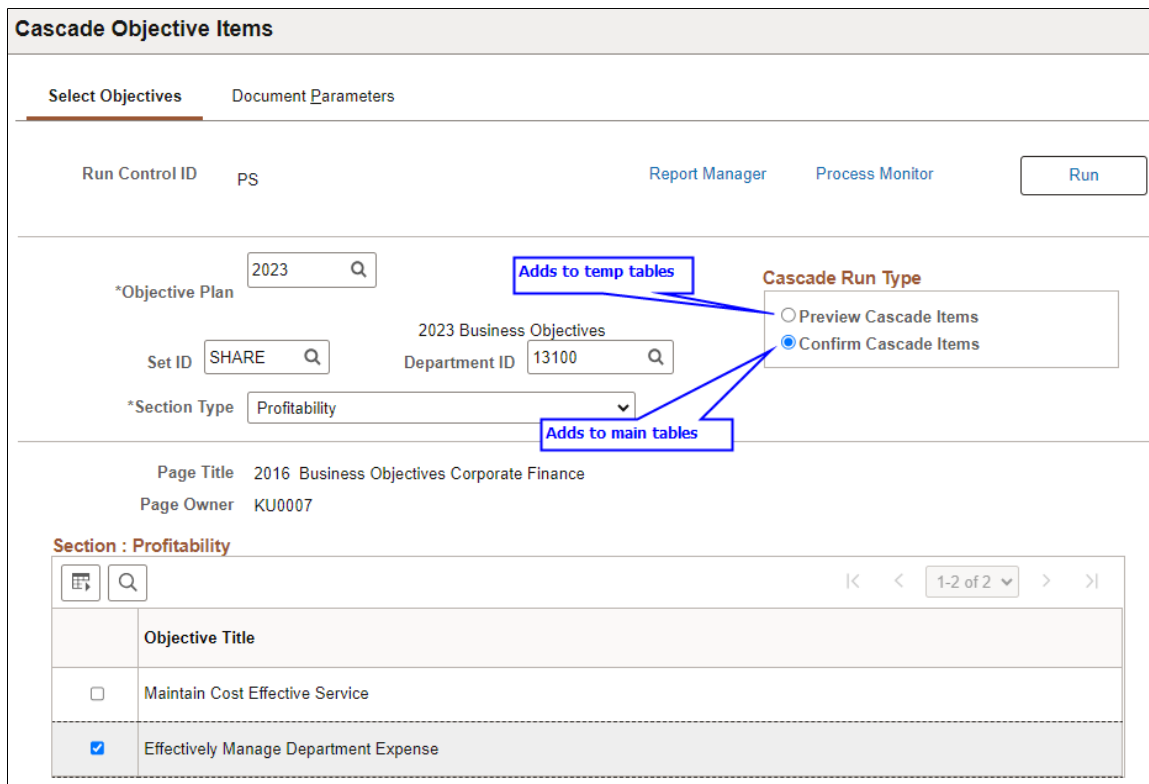 Cascade Objective Items
Select Objectives Document Parameters
Run Control ID PS Report Manager Process Monitor Run
*Objective Plan 2023
Adds to temp tables
Cascade Run Type
Preview Cascade Items
2023 Business Objectives
Confirm Cascade Items
Set ID SHARE Department ID 13100
*Section Type Profitability
Adds to main tables
Page Title 2016 Business Objectives Corporate Finance
Page Owner KU0007
Section : Profitability
1-2 of 2
Objective Title
Maintain Cost Effective Service
Effectively Manage Department Expense